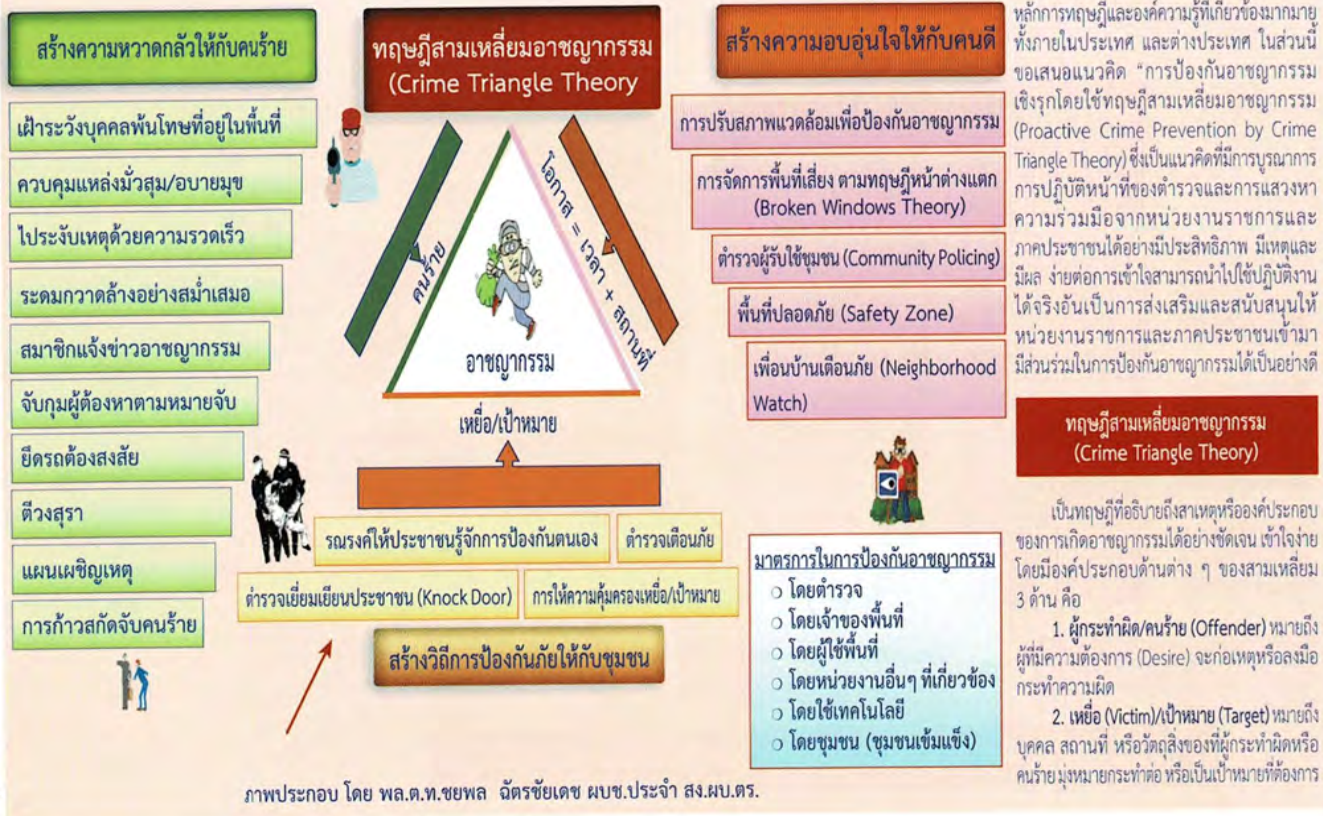 สร้างความหวาดกลัวให้กับคนร้าย
เฝ้าระวังบุคคลพ้นโทษที่อยู่ในพื้นที่
ควบคุมแหล่งมั่วสุม/อบายมุข
ไประงับเหตุด้วยความรวดเร็ว
ระดมกวาดล้างอย่างสม่ำเสมอ
สมาชิกแจ้งข่าวอาชญากรรม
จับกุมผู้ต้องหาตามหมายจับ
ยึดรถต้องสงสัย
ตีวงสุรา
แผนเผชิญเหตุ
การก้าวสกัดจับคนร้าย
ทฤษฎีสามเหลี่ยมอาชญากรรม
(Crime Triangle Theory
คนร้าย
โอกาส = เวลา + สถานที่
อาชญากรรม
เหยื่อ/เป้าหมาย
รณรงค์ให้ประชาชนรู้จักการป้องกันตนเอง
ตำรวจเตือนภัย
ตำรวจเยี่ยมเยียนประชาชน (Knock Door)
การให้ความคุ้มครองเหยื่อ/เป้าหมาย
สร้างวิถีการป้องกันภัยให้กับชุมชน
สร้างความอบอุ่นใจให้กับคนดี
การปรับสภาพแวดล้อมเพื่อป้องกันอาชญากรรม
การจัดการพื้นที่เสี่ยง ตามทฤษฎีหน้าต่างแตก
(Broken Windows Theory)
ตำรวจผู้รับใช้ชุมชน (Community Policing)
พื้นที่ปลอดภัย (Safety Zone)
เพื่อนบ้านเตือนภัย (Neighborhood
Watch)
มาตรการในการป้องกันอาชญากรรม
○ โดยตำรวจ
○ โดยเจ้าของพื้นที่
○ โดยผู้ใช้พื้นที่
○ โดยหน่วยงานอื่นๆ ที่เกี่ยวข้อง
○ โดยใช้เทคโนโลยี
○ โดยชุมชน (ชุมชนเข้มแข็ง)
ภาพประกอบ โดย พล.ต.ท.ชยพล ฉัตรชัยเดช ผบช.ประจำ สง.ผบ.ตร.
หลักการทฤษฎีและองค์ความรู้ที่เกี่ยวข้องมากมาย
ทั้งภายในประเทศ และต่างประเทศ ในส่วนนี้
ขอเสนอแนวคิด "การป้องกันอาชญากรรม
เชิงรุกโดยใช้ทฤษฎีสามเหลี่ยมอาชญากรรม
(Proactive Crime Prevention by Crime
Triangle Theory) ซึ่งเป็นแนวคิดที่มีการบูรณาการ
การปฏิบัติหน้าที่ของตำรวจและการแสวงหา
ความร่วมมือจากหน่วยงานราชการและ
ภาคประชาชนได้อย่างมีประสิทธิภาพ มีเหตุและ
มีผล ง่ายต่อการเข้าใจสามารถนำไปใช้ปฏิบัติงาน
ได้จริงอันเป็นการส่งเสริมและสนับสนุนให้
หน่วยงานราชการและภาคประชาชนเข้ามา
มีส่วนร่วมในการป้องกันอาชญากรรมได้เป็นอย่างดี
ทฤษฎีสามเหลี่ยมอาชญากรรม
(Crime Triangle Theory)
เป็นทฤษฎีที่อธิบายถึงสาเหตุหรือองค์ประกอบ
ของการเกิดอาชญากรรมได้อย่างชัดเจน เข้าใจง่าย
โดยมีองค์ประกอบด้านต่าง ๆ ของสามเหลี่ยม
3 ด้าน คือ
1. ผู้กระทำผิด/คนร้าย (Offender) หมายถึง
ผู้ที่มีความต้องการ (Desire) จะก่อเหตุหรือลงมือ
กระทำความผิด
2. เหยื่อ (Victim)/เป้าหมาย (Target) หมายถึง
บุคคล สถานที่ หรือวัตถุสิ่งของที่ผู้กระทำผิดหรือ
คนร้าย มุ่งหมายกระทำต่อ หรือเป็นเป้าหมายที่ต้องการ